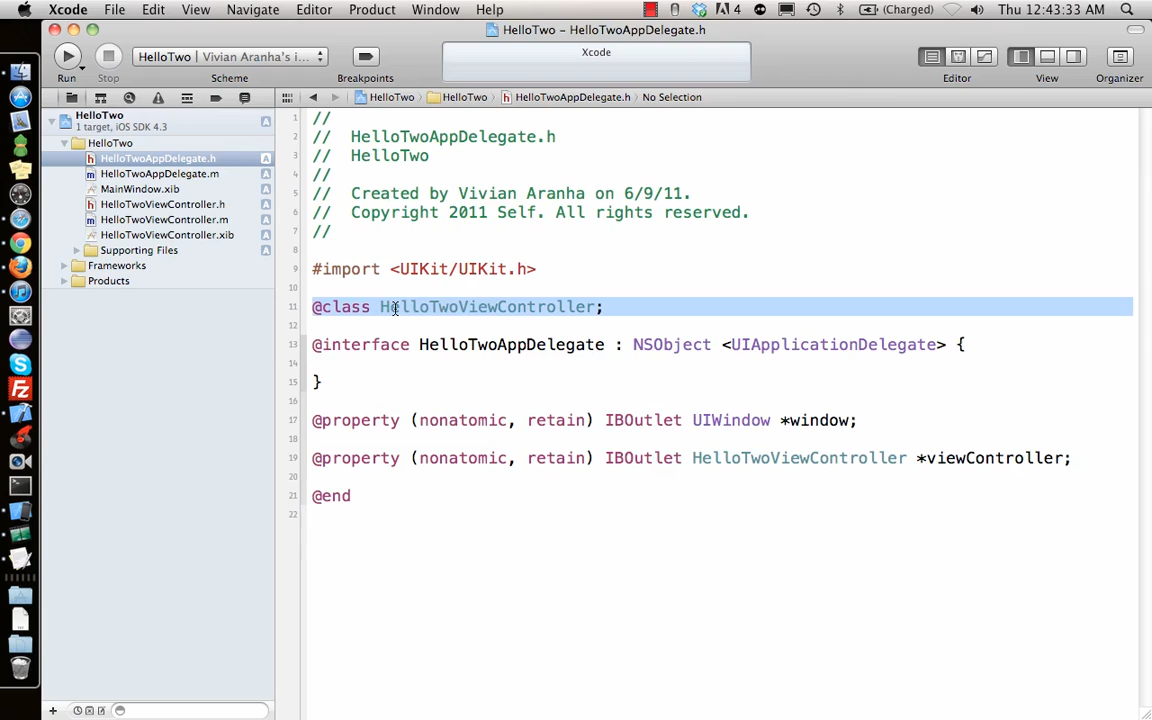 Xcode File Edit View Navigate Editor Product Window Help 4 (Charged) Thu 12:43:33 AM
HelloTwo – HelloTwoAppDelegate.h
HelloTwo Vivian Aranha's i...
Xcode
Run Stop Scheme Breakpoints Editor View Organizer
HelloTwo HelloTwo HelloTwoAppDelegate.h No Selection
HelloTwo
1 target, iOS SDK 4.3
A
HelloTwo
HelloTwoAppDelegate.h A
HelloTwoAppDelegate.m A
MainWindow.xib A
HelloTwoViewController.h A
HelloTwoViewController.m A
HelloTwoViewController.xib A
Supporting Files A
Frameworks
Products
1 //
2 // HelloTwoAppDelegate.h
3 // HelloTwo
4 //
5 // Created by Vivian Aranha on 6/9/11.
6 // Copyright 2011 Self. All rights reserved.
7 //
8
9 #import <UIKit/UIKit.h>
10
11 @class HelloTwoViewController;
12
13 @interface HelloTwoAppDelegate : NSObject <UIApplicationDelegate> {
14
15 }
16
17 @property (nonatomic, retain) IBOutlet UIWindow *window;
18
19 @property (nonatomic, retain) IBOutlet HelloTwoViewController *viewController;
20
21 @end
22